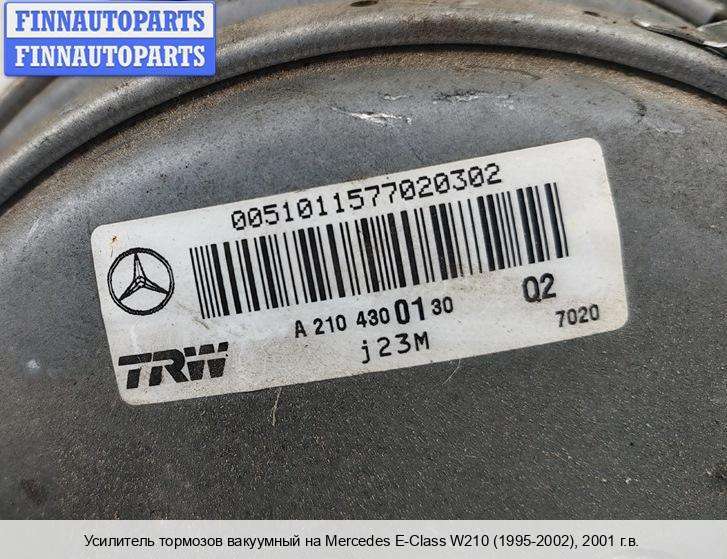 FINNAUTOPARTS
FINNAUTOPARTS
0051011577020302
A 210 430 01 30 Q2
TRW j23M 7020
Усилитель тормозов вакуумный на Mercedes E-Class W210 (1995-2002), 2001 г.в.